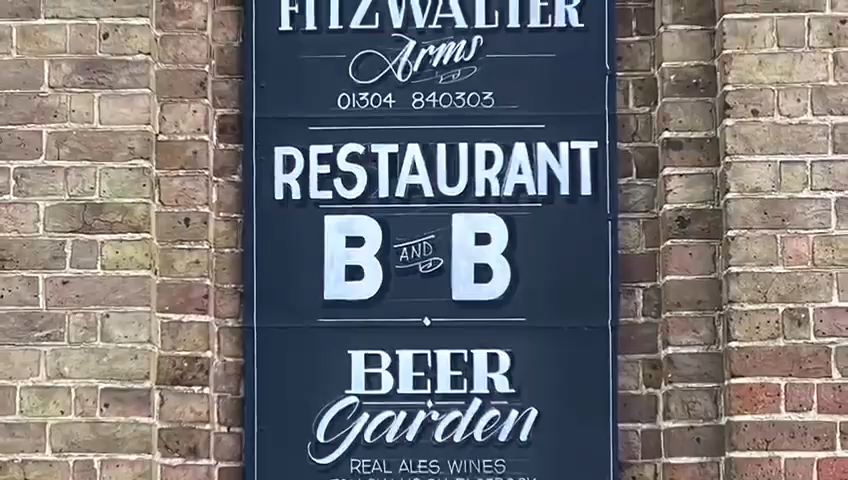 FITZWALTER
Arms
01304 840303
RESTAURANT
B AND B
BEER
Garden
REAL ALES. WINES